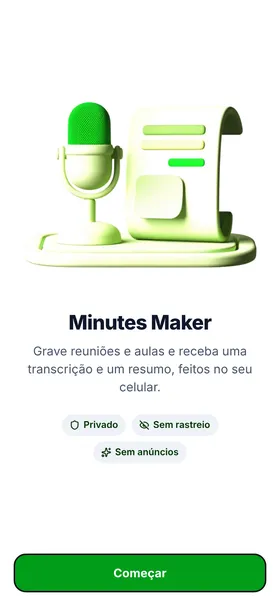 Minutes Maker
Grave reuniões e aulas e receba uma
transcrição e um resumo, feitos no seu
celular.
Privado
Sem rastreio
Sem anúncios
Começar